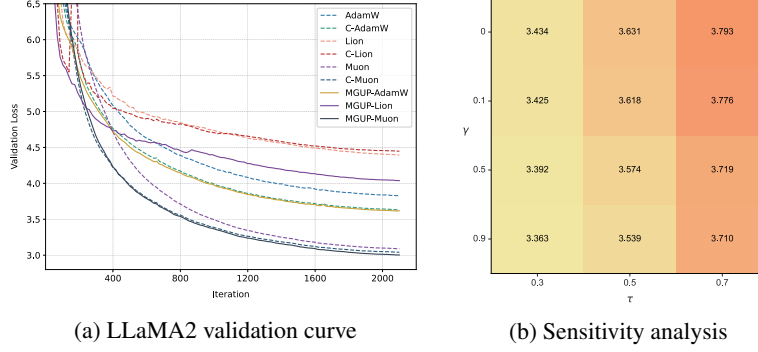 6.5
6.0
5.5
5.0
4.5
4.0
3.5
3.0
Validation Loss
400
800
1200
1600
2000
Iteration
AdamW
C-AdamW
Lion
C-Lion
Muon
C-Muon
MGUP-AdamW
MGUP-Lion
MGUP-Muon
(a) LLaMA2 validation curve
0 3.434 3.631 3.793
0.1 3.425 3.618 3.776
γ
0.5 3.392 3.574 3.719
0.9 3.363 3.539 3.710
0.3 0.5 0.7
τ
(b) Sensitivity analysis